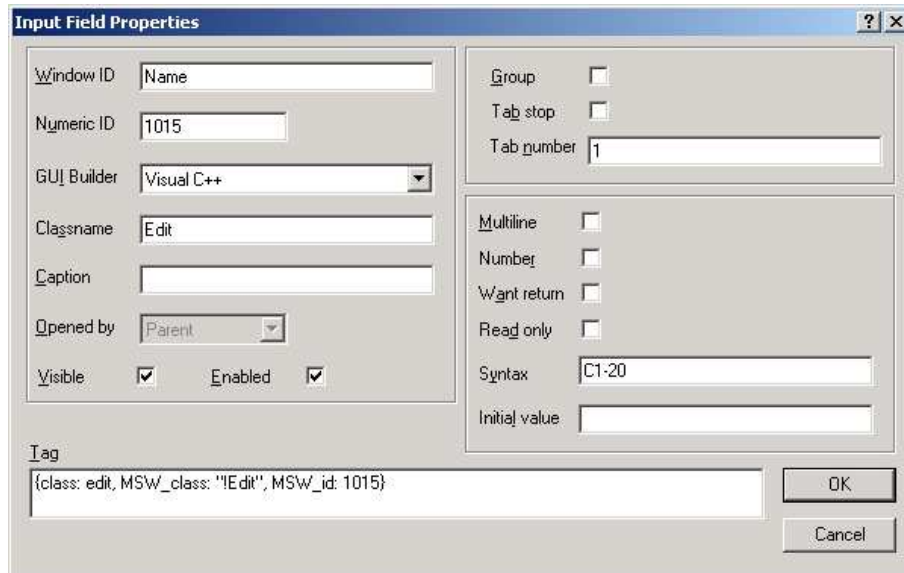 Input Field Properties
Window ID Name
Numeric ID 1015
GUI Builder Visual C++
Classname Edit
Caption
Opened by Parent
Visible Enabled
Group
Tab stop
Tab number 1
Multiline
Number
Want return
Read only
Syntax C1-20
Initial value
Tag
{class: edit, MSW_class: "!Edit", MSW_id: 1015}
OK
Cancel